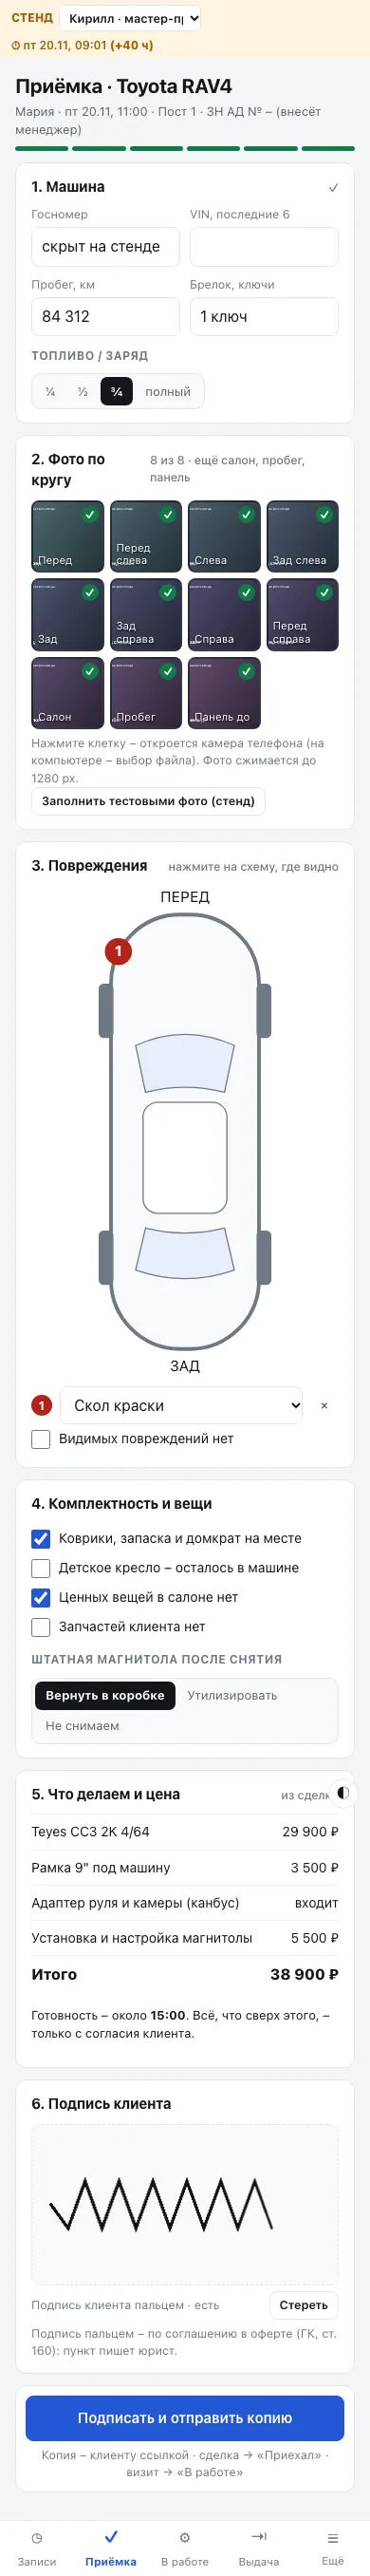 СТЕНД Кирилл · мастер-п
⏱ пт 20.11, 09:01 (+40 ч)
Приёмка · Toyota RAV4
Мария · пт 20.11, 11:00 · Пост 1 · ЗН АД № – (внесёт
менеджер)
1. Машина ✓
Госномер VIN, последние 6
скрыт на стенде
Пробег, км Брелок, ключи
84 312 1 ключ
ТОПЛИВО / ЗАРЯД
¼ ½ ¾ полный
2. Фото по
кругу
8 из 8 · ещё салон, пробег,
панель
Перед Перед слева Слева Зад слева
Зад Зад справа Справа Перед справа
Салон Пробег Панель до
Нажмите клетку – откроется камера телефона (на
компьютере – выбор файла). Фото сжимается до
1280 px.
Заполнить тестовыми фото (стенд)
3. Повреждения нажмите на схему, где видно
ПЕРЕД
1
ЗАД
1 Скол краски ×
Видимых повреждений нет
4. Комплектность и вещи
Коврики, запаска и домкрат на месте
Детское кресло – осталось в машине
Ценных вещей в салоне нет
Запчастей клиента нет
ШТАТНАЯ МАГНИТОЛА ПОСЛЕ СНЯТИЯ
Вернуть в коробке Утилизировать
Не снимаем
5. Что делаем и цена из сделк
Teyes CC3 2K 4/64 29 900 ₽
Рамка 9" под машину 3 500 ₽
Адаптер руля и камеры (канбус) входит
Установка и настройка магнитолы 5 500 ₽
Итого 38 900 ₽
Готовность – около 15:00. Всё, что сверх этого, –
только с согласия клиента.
6. Подпись клиента
Подпись клиента пальцем · есть Стереть
Подпись пальцем – по соглашению в оферте (ГК, ст.
160): пункт пишет юрист.
Подписать и отправить копию
Копия – клиенту ссылкой · сделка → «Приехал» ·
визит → «В работе»
Записи Приёмка В работе Выдача Ещё